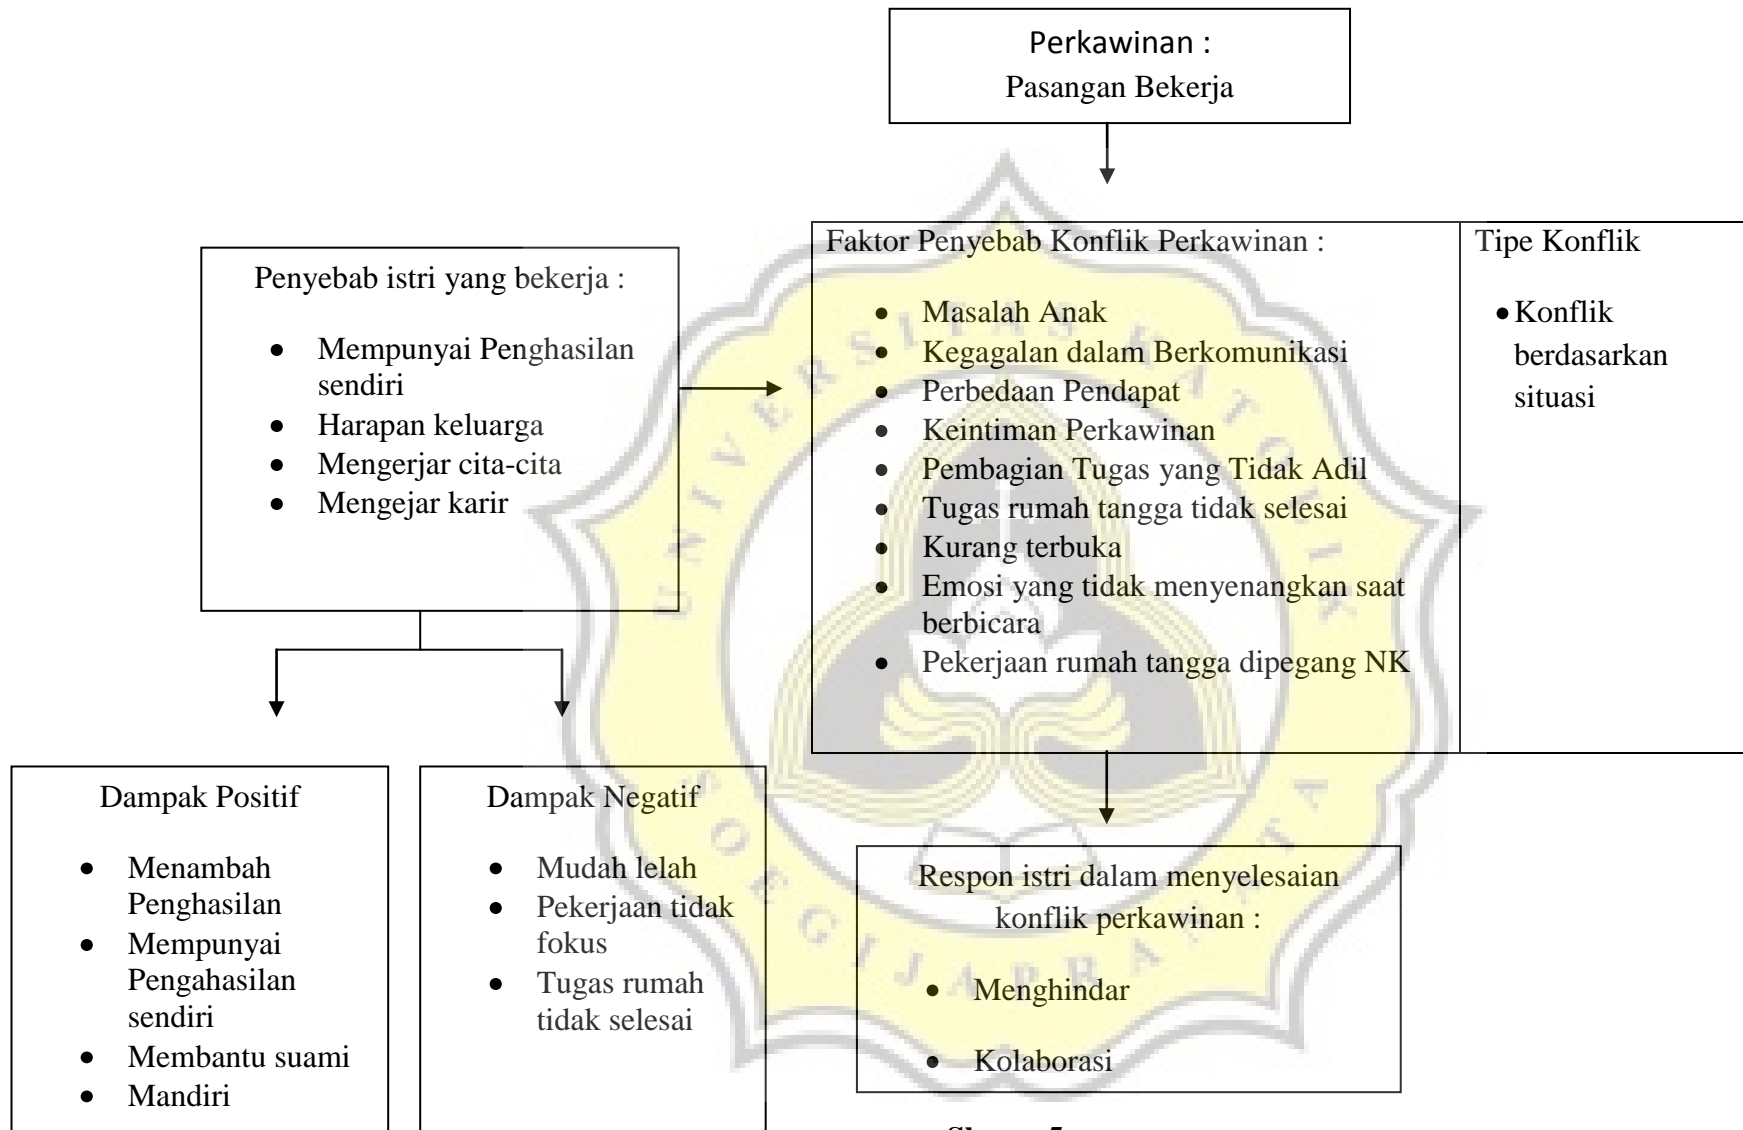 Perkawinan :
Pasangan Bekerja
Penyebab istri yang bekerja :
• Mempunyai Penghasilan
sendiri
• Harapan keluarga
• Mengerjar cita-cita
• Mengejar karir
Faktor Penyebab Konflik Perkawinan :
• Masalah Anak
• Kegagalan dalam Berkomunikasi
• Perbedaan Pendapat
• Keintiman Perkawinan
• Pembagian Tugas yang Tidak Adil
• Tugas rumah tangga tidak selesai
• Kurang terbuka
• Emosi yang tidak menyenangkan saat
berbicara
• Pekerjaan rumah tangga dipegang NK
Tipe Konflik
• Konflik
berdasarkan
situasi
Dampak Positif
• Menambah
Penghasilan
• Mempunyai
Pengahasilan
sendiri
• Membantu suami
• Mandiri
Dampak Negatif
• Mudah lelah
• Pekerjaan tidak
fokus
• Tugas rumah
tidak selesai
Respon istri dalam menyelesaian
konflik perkawinan :
• Menghindar
• Kolaborasi
UNIVERSITAS KATOLIK
SOEGIJAPRANATA